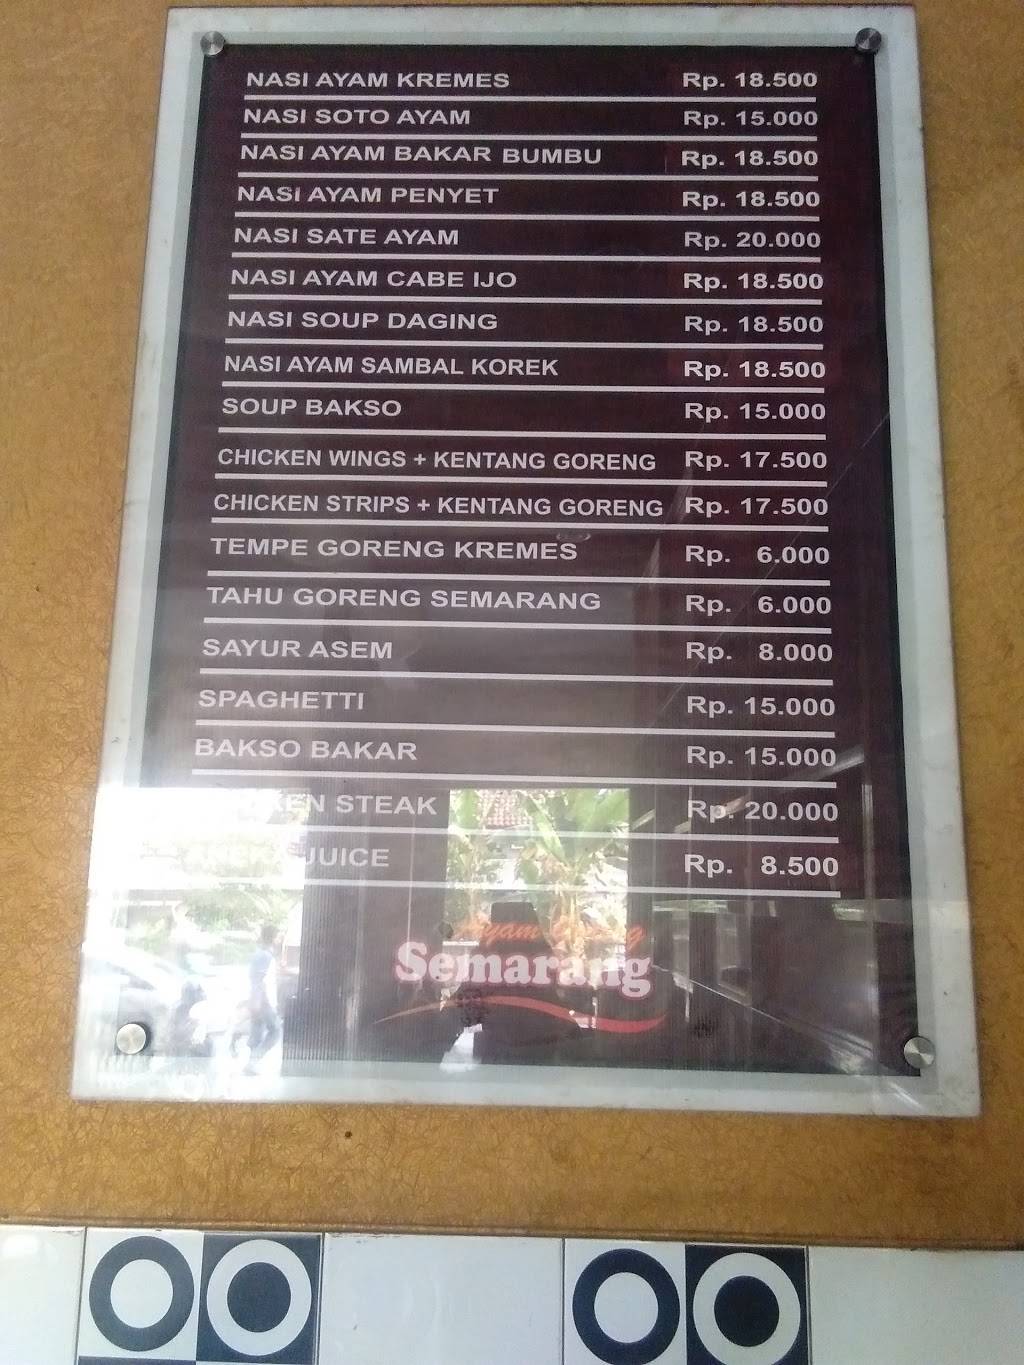 NASI AYAM KREMES Rp. 18.500
NASI SOTO AYAM Rp. 15.000
NASI AYAM BAKAR BUMBU Rp. 18.500
NASI AYAM PENYET Rp. 18.500
NASI SATE AYAM Rp. 20.000
NASI AYAM CABE IJO Rp. 18.500
NASI SOUP DAGING Rp. 18.500
NASI AYAM SAMBAL KOREK Rp. 18.500
SOUP BAKSO Rp. 15.000
CHICKEN WINGS + KENTANG GORENG Rp. 17.500
CHICKEN STRIPS + KENTANG GORENG Rp. 17.500
TEMPE GORENG KREMES Rp. 6.000
TAHU GORENG SEMARANG Rp. 6.000
SAYUR ASEM Rp. 8.000
SPAGHETTI Rp. 15.000
BAKSO BAKAR Rp. 15.000
CHICKEN STEAK Rp. 20.000
ANEKA JUICE Rp. 8.500
Ayam Goreng
Semarang